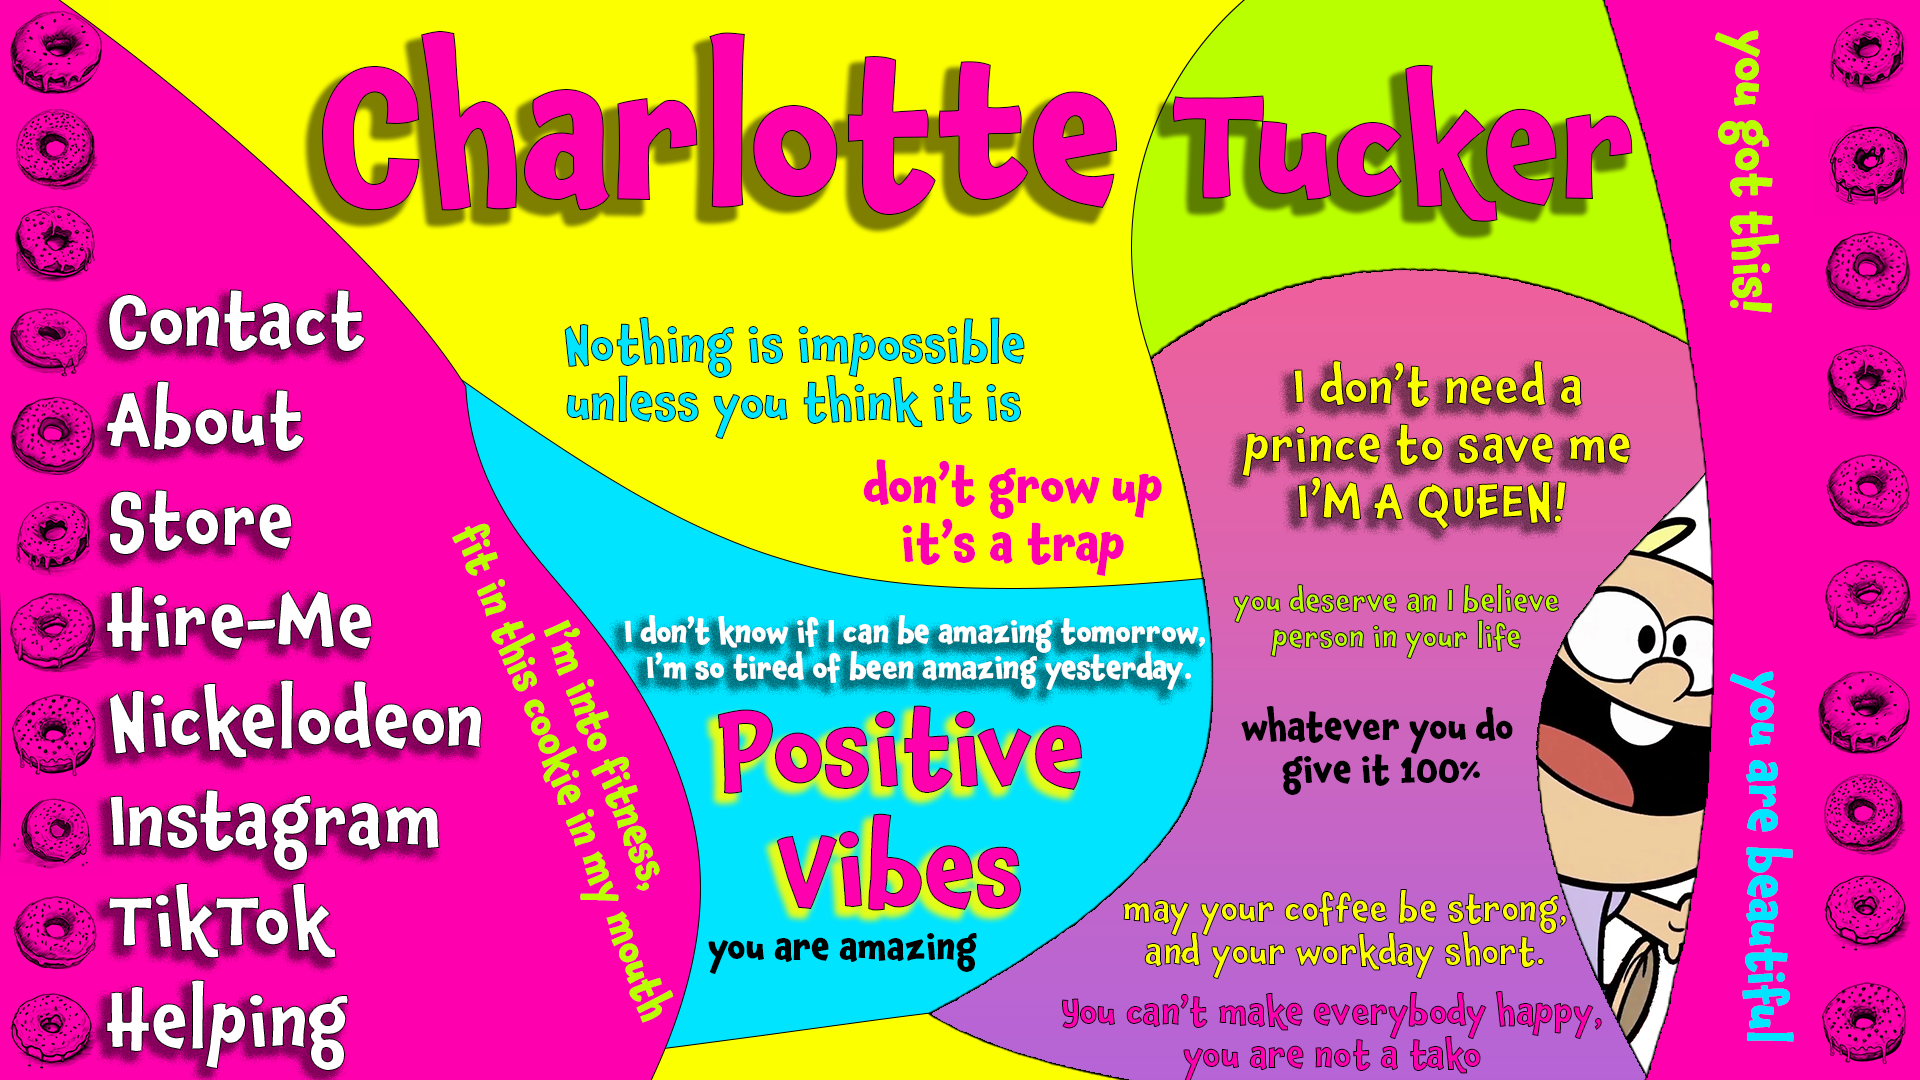 Charlotte Tucker
Contact
About
Store
Hire-Me
Nickelodeon
Instagram
TikTok
Helping
I'm into fitness,
fit in this cookie in my mouth
Nothing is impossible
unless you think it is
don't grow up
it's a trap
I don't know if I can be amazing tomorrow,
I'm so tired of been amazing yesterday.
Positive
Vibes
you are amazing
I don't need a
prince to save me
I'M A QUEEN!
you deserve an I believe
person in your life
whatever you do
give it 100%
may your coffee be strong,
and your workday short.
You can't make everybody happy,
you are not a tako
you got this!
you are beautiful